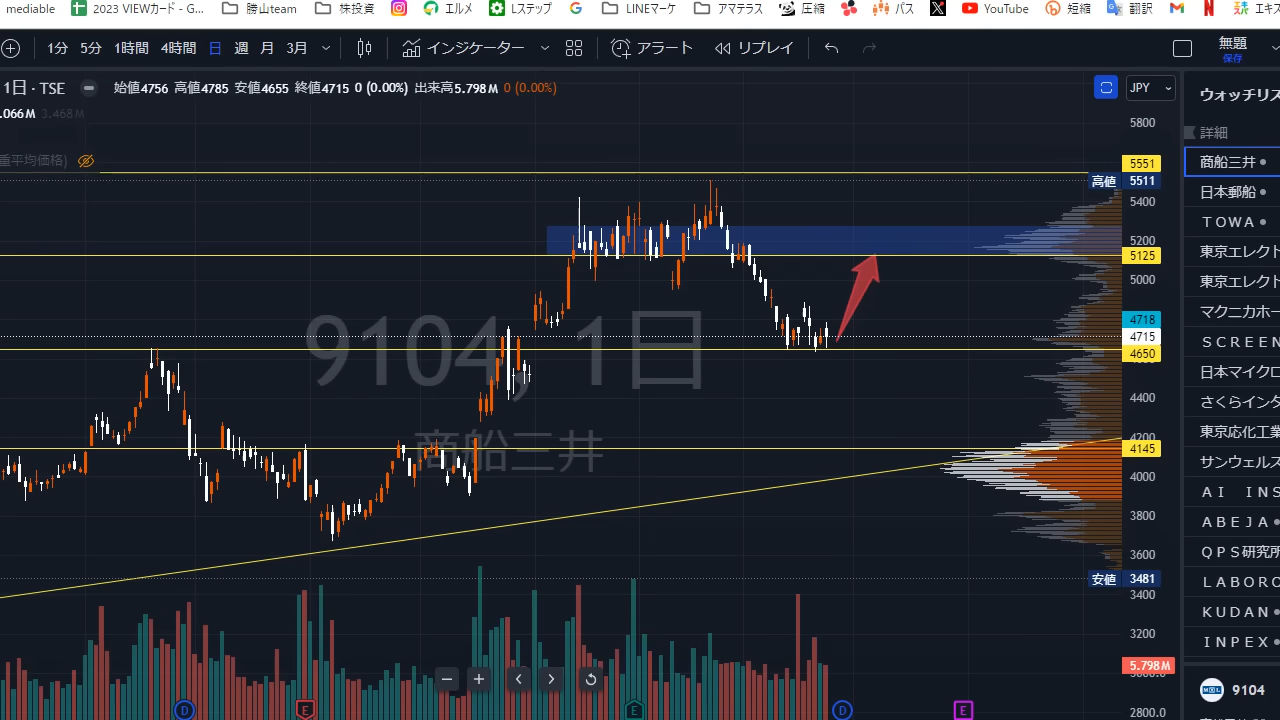 mediable 2023 VIEWカード - G... 勝山team 株投資 エルメ Lステップ LINEマーケ アマテラス 圧縮 パス YouTube 短縮 翻訳 エキス
1分 5分 1時間 4時間 日 週 月 3月 インジケーター アラート リプレイ 無題
保存
1日 · TSE 始値4756 高値4785 安値4655 終値4715 0 (0.00%) 出来高5.798M 0 (0.00%) JPY ウォッチリス
.066M 3.468M
重平均価格)
5800
5551
高値 5511
5400
5200
5125
5000
4718
4715
4650
4400
4200
4145
4000
3800
3600
安値 3481
3400
3200
5.798M
2800.0
9104, 1日
商船三井
D E E D E
詳細
商船三井
日本郵船
ＴＯＷＡ
東京エレクト
東京エレクト
マクニカホー
ＳＣＲＥＥＮ
日本マイクロ
さくらインタ
東京応化工業
サンウェルズ
ＡＩ　ＩＮＳ
ＡＢＥＪＡ
ＱＰＳ研究所
ＬＡＢＯＲＯ
ＫＵＤＡＮ
ＩＮＰＥＸ
MOL 9104